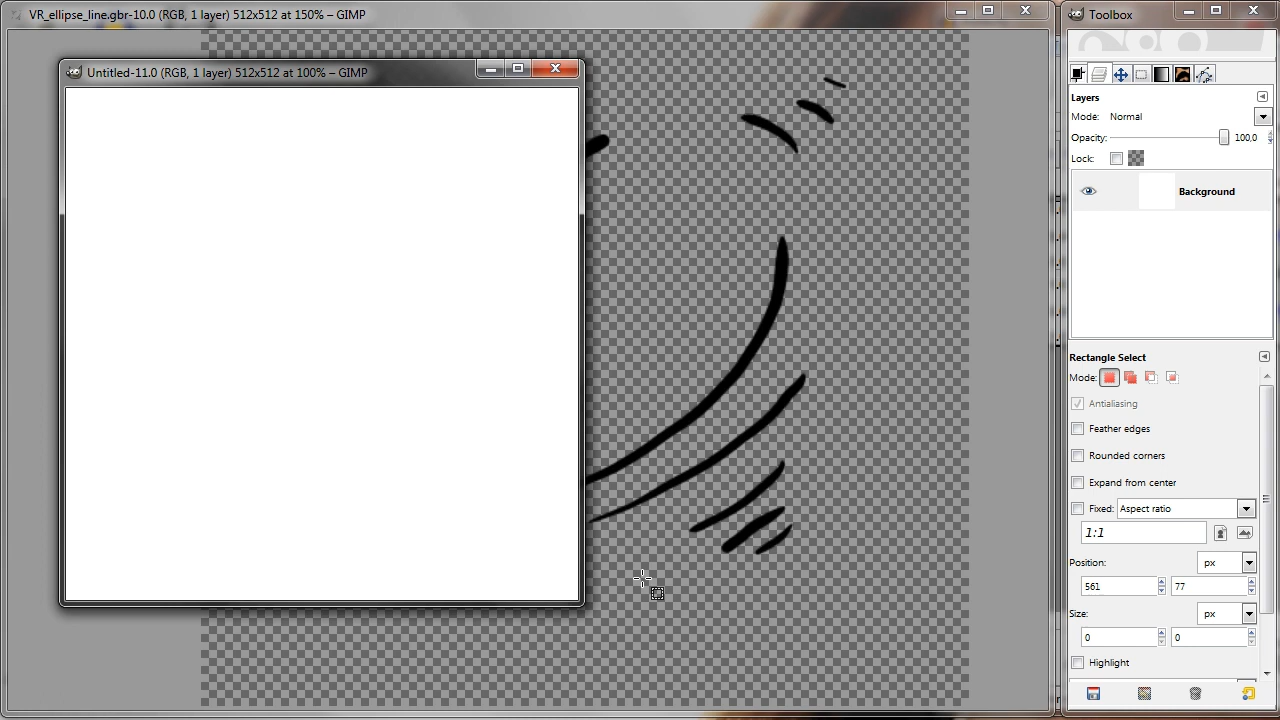 VR_ellipse_line.gbr-10.0 (RGB, 1 layer) 512x512 at 150% – GIMP
Toolbox
Untitled-11.0 (RGB, 1 layer) 512x512 at 100% – GIMP
Layers
Mode: Normal
Opacity: 100,0
Lock:
Background
Rectangle Select
Mode:
Antialiasing
Feather edges
Rounded corners
Expand from center
Fixed: Aspect ratio
1:1
Position: px
561 77
Size: px
0 0
Highlight